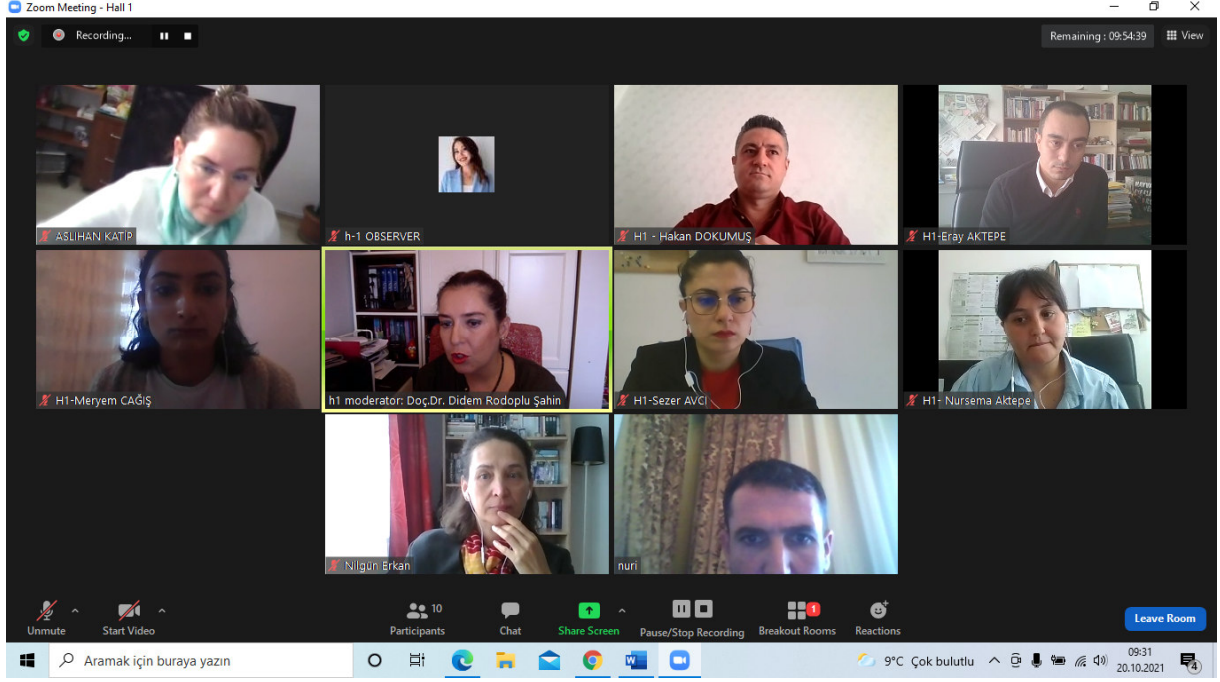 Zoom Meeting - Hall 1
Recording...
Remaining : 09:54:39
View
ASLIHAN KATİP
h-1 OBSERVER
H1 - Hakan DOKUMUŞ
H1-Eray AKTEPE
H1-Meryem CAĞIŞ
h1 moderator: Doç.Dr. Didem Rodoplu Şahin
H1-Sezer AVCI
H1- Nursema Aktepe
Nilgün Erkan
nuri
10
1
Unmute
Start Video
Participants
Chat
Share Screen
Pause/Stop Recording
Breakout Rooms
Reactions
Leave Room
Aramak için buraya yazın
9°C Çok bulutlu
09:31
20.10.2021
4